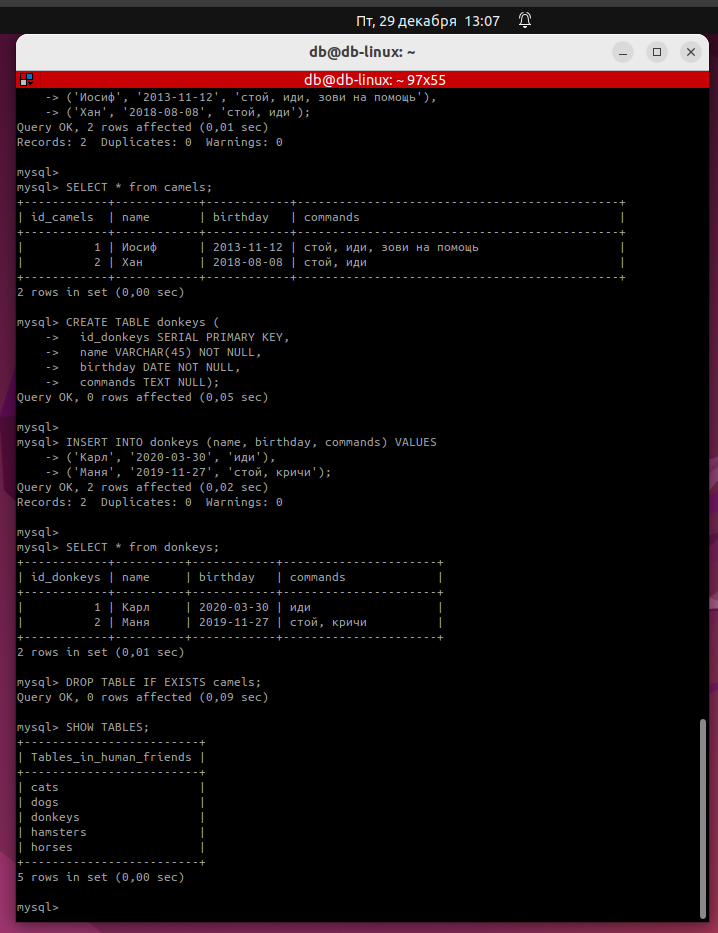 Пт, 29 декабря 13:07
db@db-linux: ~
db@db-linux: ~ 97x55
    -> ('Иосиф', '2013-11-12', 'стой, иди, зови на помощь'),
    -> ('Хан', '2018-08-08', 'стой, иди');
Query OK, 2 rows affected (0,01 sec)
Records: 2  Duplicates: 0  Warnings: 0

mysql>
mysql> SELECT * from camels;
+-----------+------------+------------+----------------------------------------------+
| id_camels  | name       | birthday   | commands                                     |
+------------+------------+------------+----------------------------------------------+
|          1 | Иосиф      | 2013-11-12 | стой, иди, зови на помощь                    |
|          2 | Хан        | 2018-08-08 | стой, иди                                    |
+------------+------------+------------+----------------------------------------------+
2 rows in set (0,00 sec)

mysql> CREATE TABLE donkeys (
    ->   id_donkeys SERIAL PRIMARY KEY,
    ->   name VARCHAR(45) NOT NULL,
    ->   birthday DATE NOT NULL,
    ->   commands TEXT NULL);
Query OK, 0 rows affected (0,05 sec)

mysql>
mysql> INSERT INTO donkeys (name, birthday, commands) VALUES
    -> ('Карл', '2020-03-30', 'иди'),
    -> ('Маня', '2019-11-27', 'стой, кричи');
Query OK, 2 rows affected (0,02 sec)
Records: 2  Duplicates: 0  Warnings: 0

mysql>
mysql> SELECT * from donkeys;
+------------+----------+------------+----------------------+
| id_donkeys | name     | birthday   | commands             |
+------------+----------+------------+----------------------+
|          1 | Карл     | 2020-03-30 | иди                  |
|          2 | Маня     | 2019-11-27 | стой, кричи          |
+------------+----------+------------+----------------------+
2 rows in set (0,01 sec)

mysql> DROP TABLE IF EXISTS camels;
Query OK, 0 rows affected (0,09 sec)

mysql> SHOW TABLES;
+-------------------------+
| Tables_in_human_friends |
+-------------------------+
| cats                    |
| dogs                    |
| donkeys                 |
| hamsters                |
| horses                  |
+-------------------------+
5 rows in set (0,00 sec)

mysql>